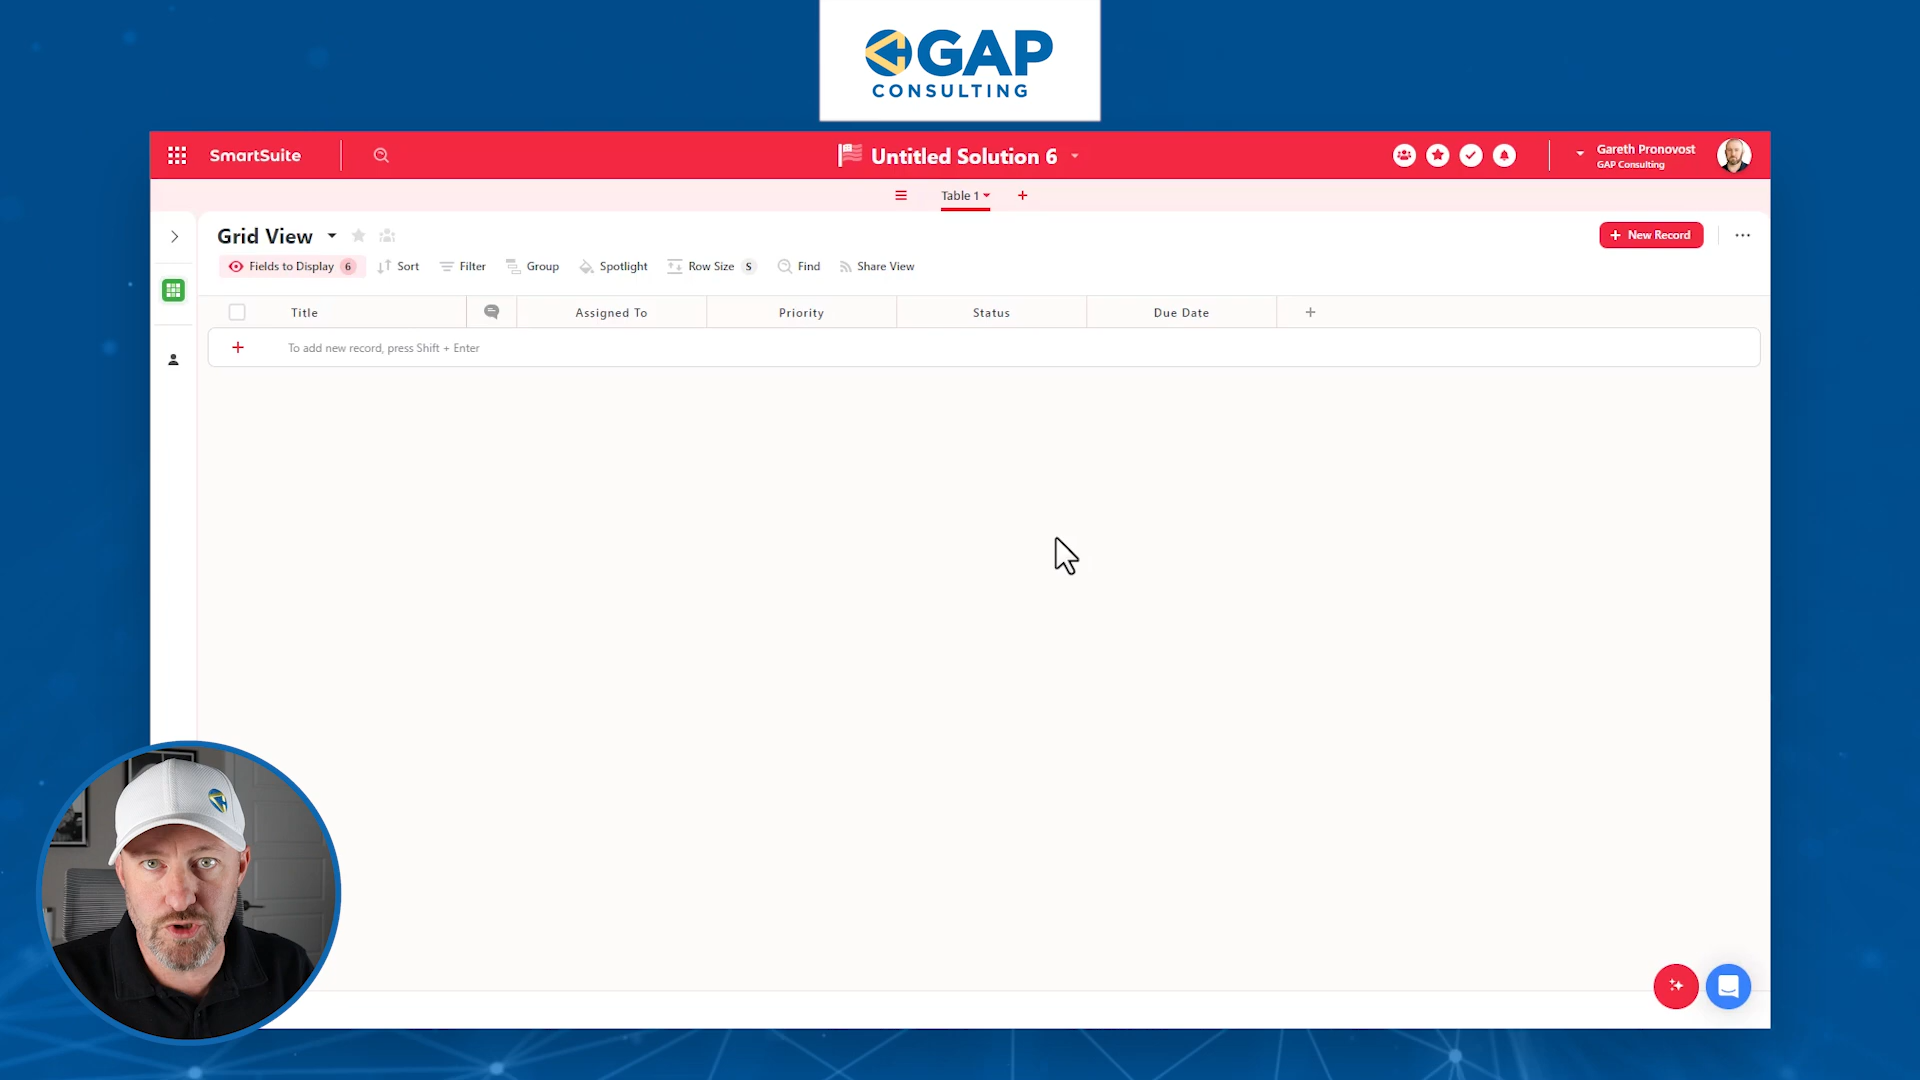 GAP
CONSULTING
SmartSuite
Untitled Solution 6
Gareth Pronovost
GAP Consulting
Table 1
Grid View
New Record
Fields to Display 6
Sort
Filter
Group
Spotlight
Row Size S
Find
Share View
Title
Assigned To
Priority
Status
Due Date
To add new record, press Shift + Enter